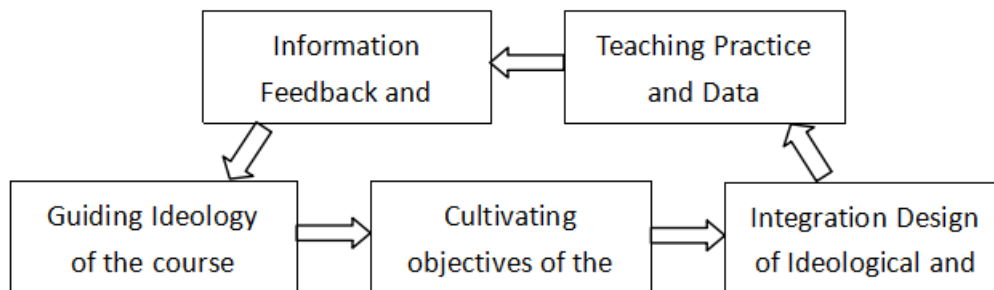 Information
Feedback and
Teaching Practice
and Data
Guiding Ideology
of the course
Cultivating
objectives of the
Integration Design
of Ideological and